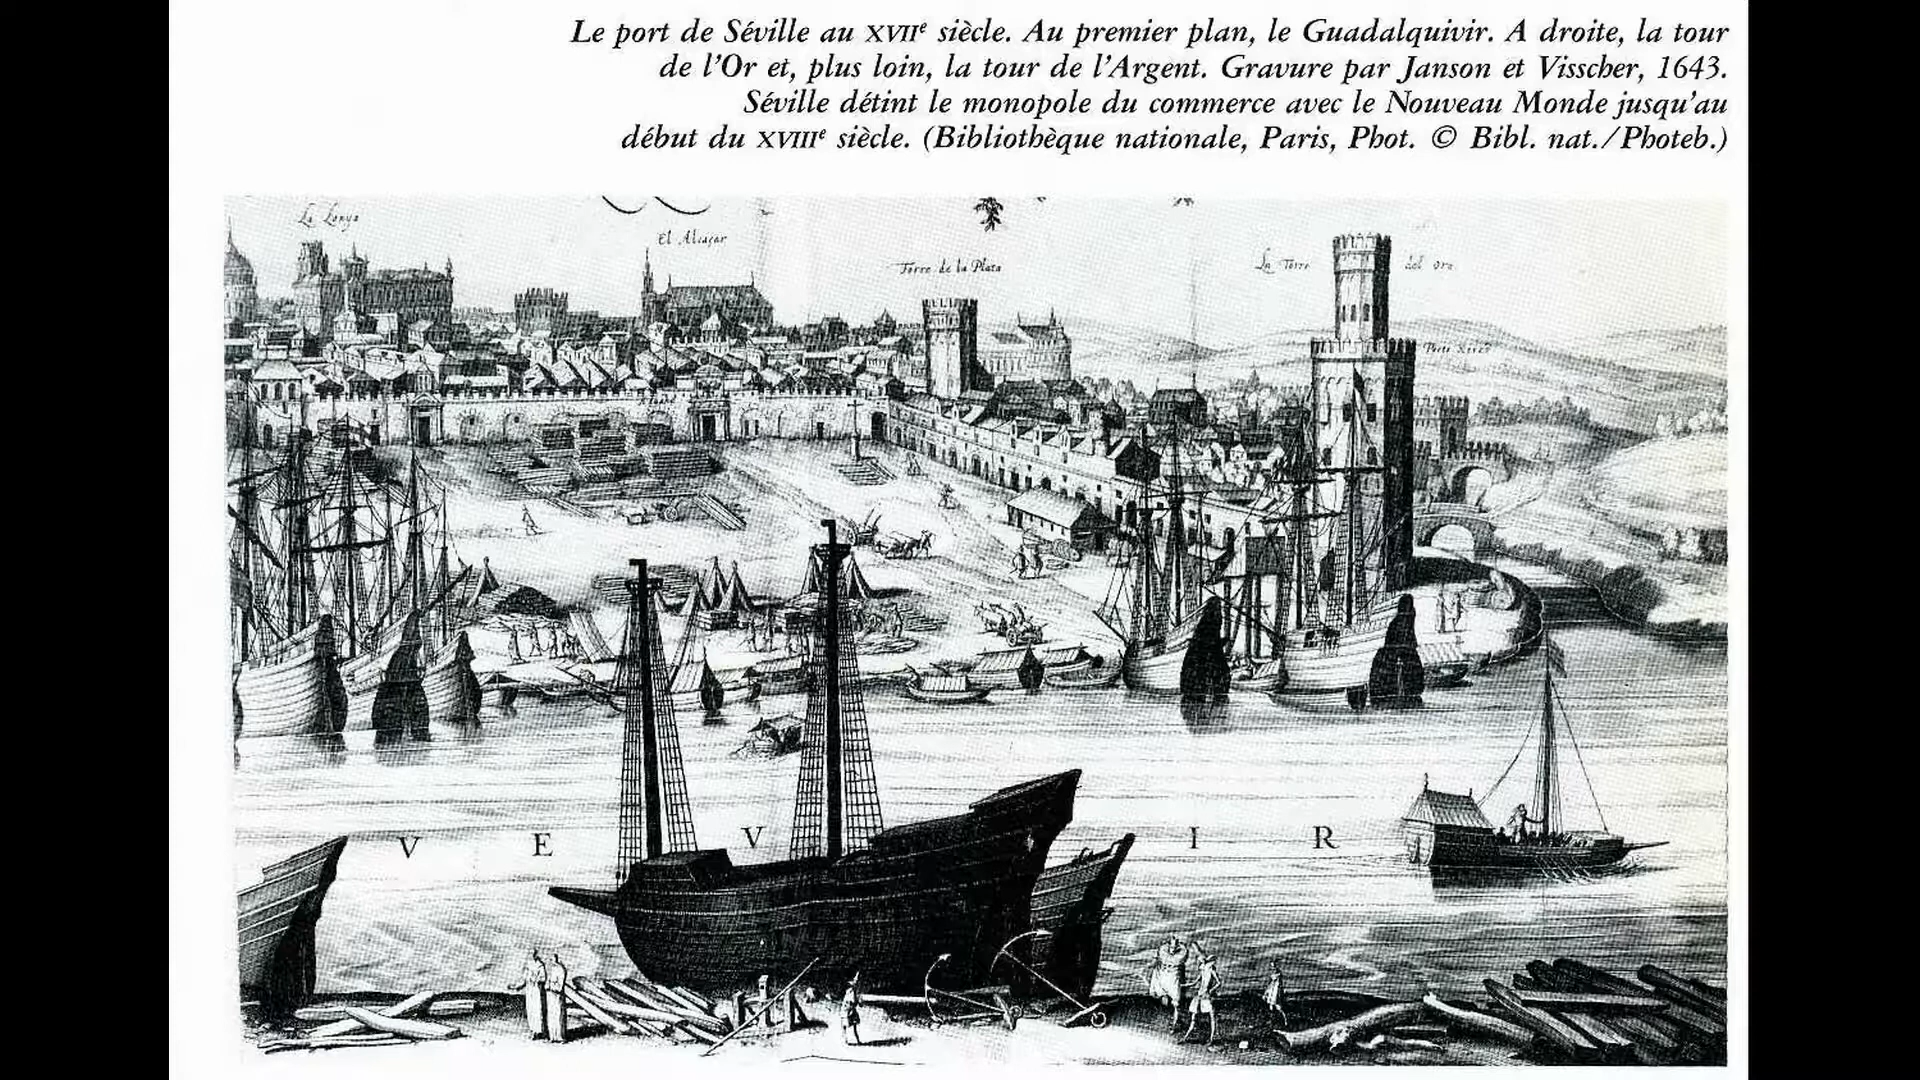 Le port de Séville au XVIIe siècle. Au premier plan, le Guadalquivir. A droite, la tour
de l'Or et, plus loin, la tour de l'Argent. Gravure par Janson et Visscher, 1643.
Séville détint le monopole du commerce avec le Nouveau Monde jusqu'au
début du XVIIIe siècle. (Bibliothèque nationale, Paris, Phot. © Bibl. nat./Photeb.)
La Lonja
El Alcaçar
Torre de la Plata
La Torre del oro
V E V I R